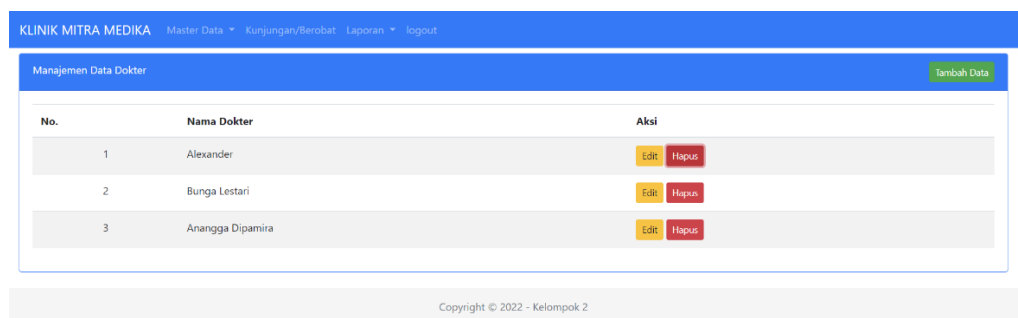 KLINIK MITRA MEDIKA Master Data Kunjungan/Berobat Laporan logout
Manajemen Data Dokter Tambah Data
No. Nama Dokter Aksi
1 Alexander Edit Hapus
2 Bunga Lestari Edit Hapus
3 Anangga Dipamira Edit Hapus
Copyright © 2022 - Kelompok 2